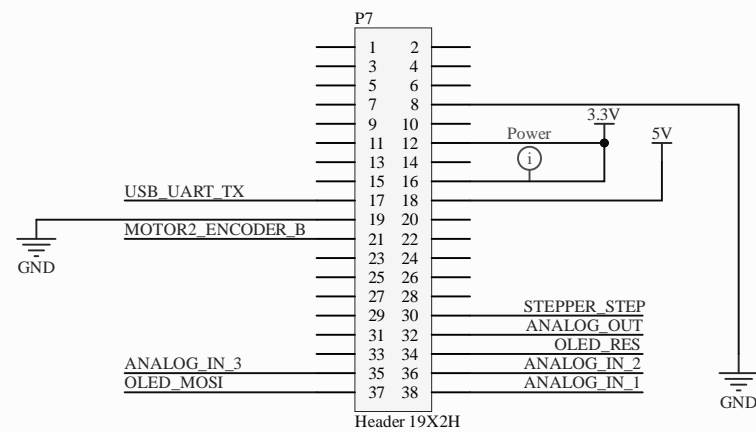 P7
1 2
3 4
5 6
7 8
9 10
3.3V
11 12
Power
5V
13 14
i
15 16
USB_UART_TX
17 18
19 20
MOTOR2_ENCODER_B
21 22
GND
23 24
25 26
27 28
STEPPER_STEP
29 30
ANALOG_OUT
31 32
OLED_RES
33 34
ANALOG_IN_3
35 36
ANALOG_IN_2
OLED_MOSI
37 38
ANALOG_IN_1
GND
Header 19X2H